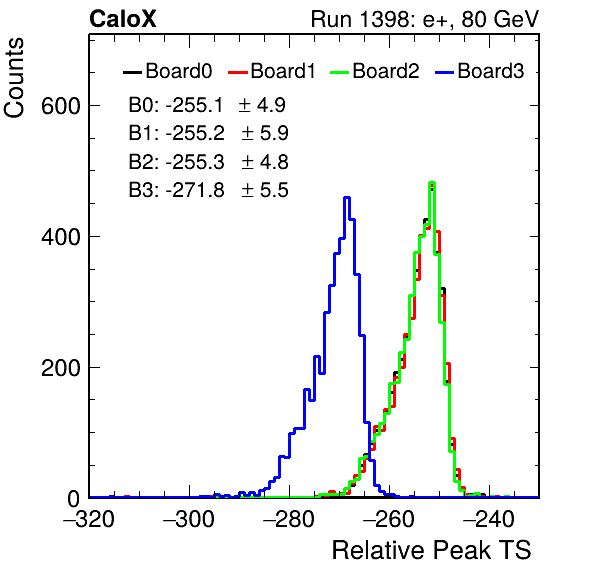 CaloX Run 1398: e+, 80 GeV
Counts
Board0 Board1 Board2 Board3
B0: -255.1 ± 4.9
B1: -255.2 ± 5.9
B2: -255.3 ± 4.8
B3: -271.8 ± 5.5
600
400
200
0
−320 −300 −280 −260 −240
Relative Peak TS